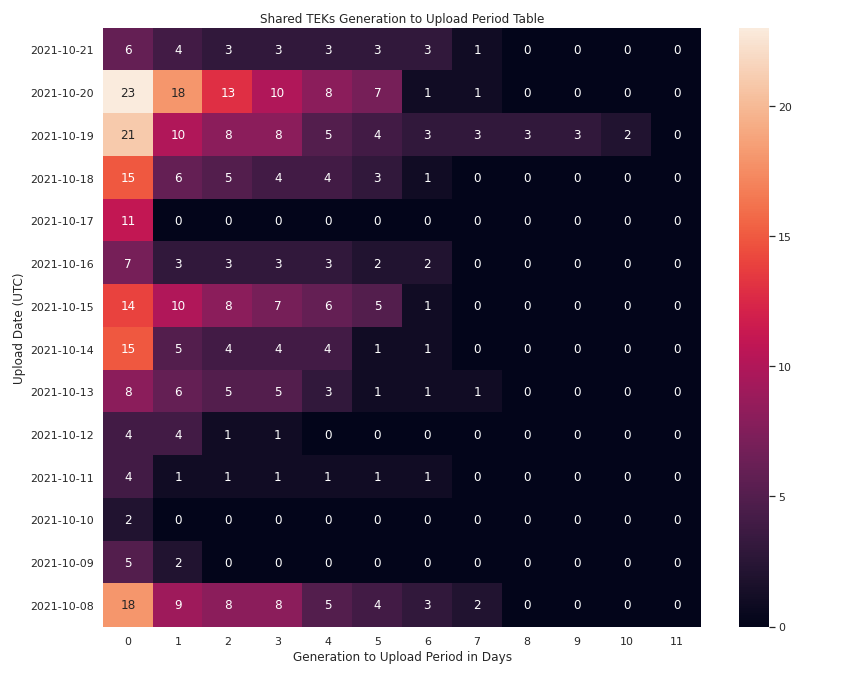 Shared TEKs Generation to Upload Period Table
2021-10-21 6 4 3 3 3 3 3 1 0 0 0 0
2021-10-20 23 18 13 10 8 7 1 1 0 0 0 0
2021-10-19 21 10 8 8 5 4 3 3 3 3 2 0
2021-10-18 15 6 5 4 4 3 1 0 0 0 0 0
2021-10-17 11 0 0 0 0 0 0 0 0 0 0 0
2021-10-16 7 3 3 3 3 2 2 0 0 0 0 0
2021-10-15 14 10 8 7 6 5 1 0 0 0 0 0
2021-10-14 15 5 4 4 4 1 1 0 0 0 0 0
2021-10-13 8 6 5 5 3 1 1 1 0 0 0 0
2021-10-12 4 4 1 1 0 0 0 0 0 0 0 0
2021-10-11 4 1 1 1 1 1 1 0 0 0 0 0
2021-10-10 2 0 0 0 0 0 0 0 0 0 0 0
2021-10-09 5 2 0 0 0 0 0 0 0 0 0 0
2021-10-08 18 9 8 8 5 4 3 2 0 0 0 0
0 1 2 3 4 5 6 7 8 9 10 11
Generation to Upload Period in Days
Upload Date (UTC)
20
15
10
5
0